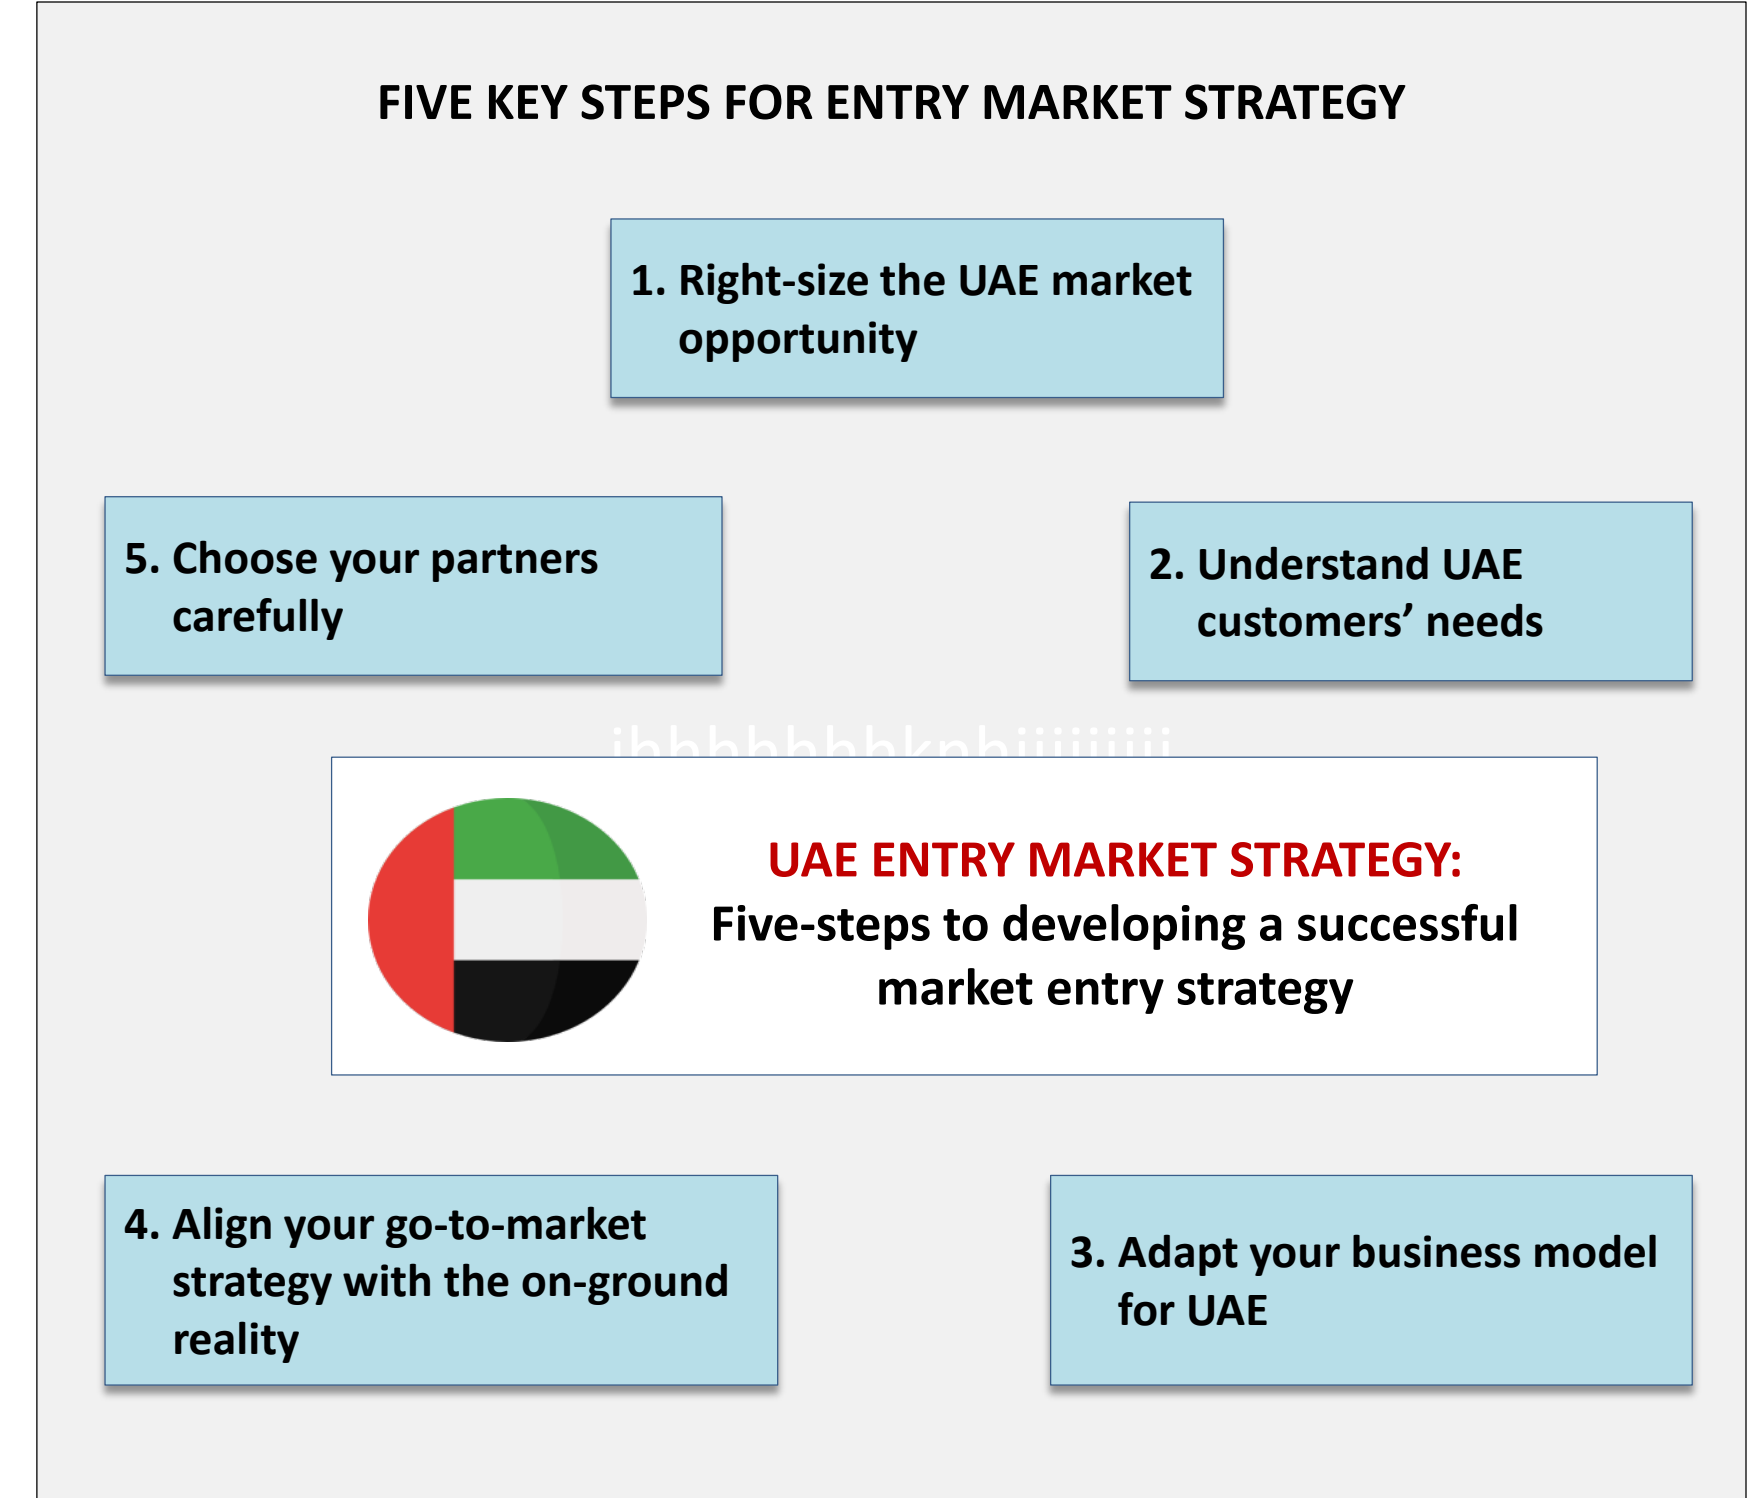 FIVE KEY STEPS FOR ENTRY MARKET STRATEGY
1. Right-size the UAE market
opportunity
5. Choose your partners
carefully
2. Understand UAE
customers’ needs
UAE ENTRY MARKET STRATEGY:
Five-steps to developing a successful
market entry strategy
4. Align your go-to-market
strategy with the on-ground
reality
3. Adapt your business model
for UAE